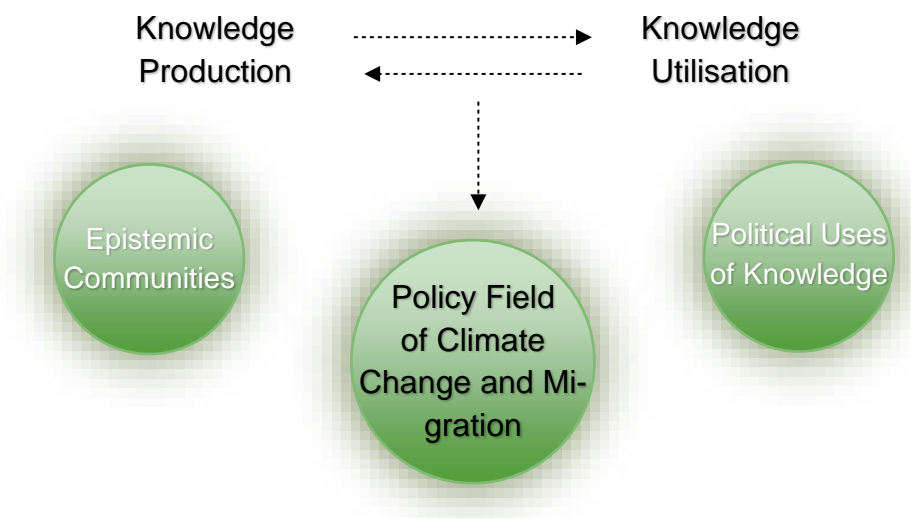 Knowledge
Production
Knowledge
Utilisation
Epistemic
Communities
Political Uses
of Knowledge
Policy Field
of Climate
Change and Mi-
gration